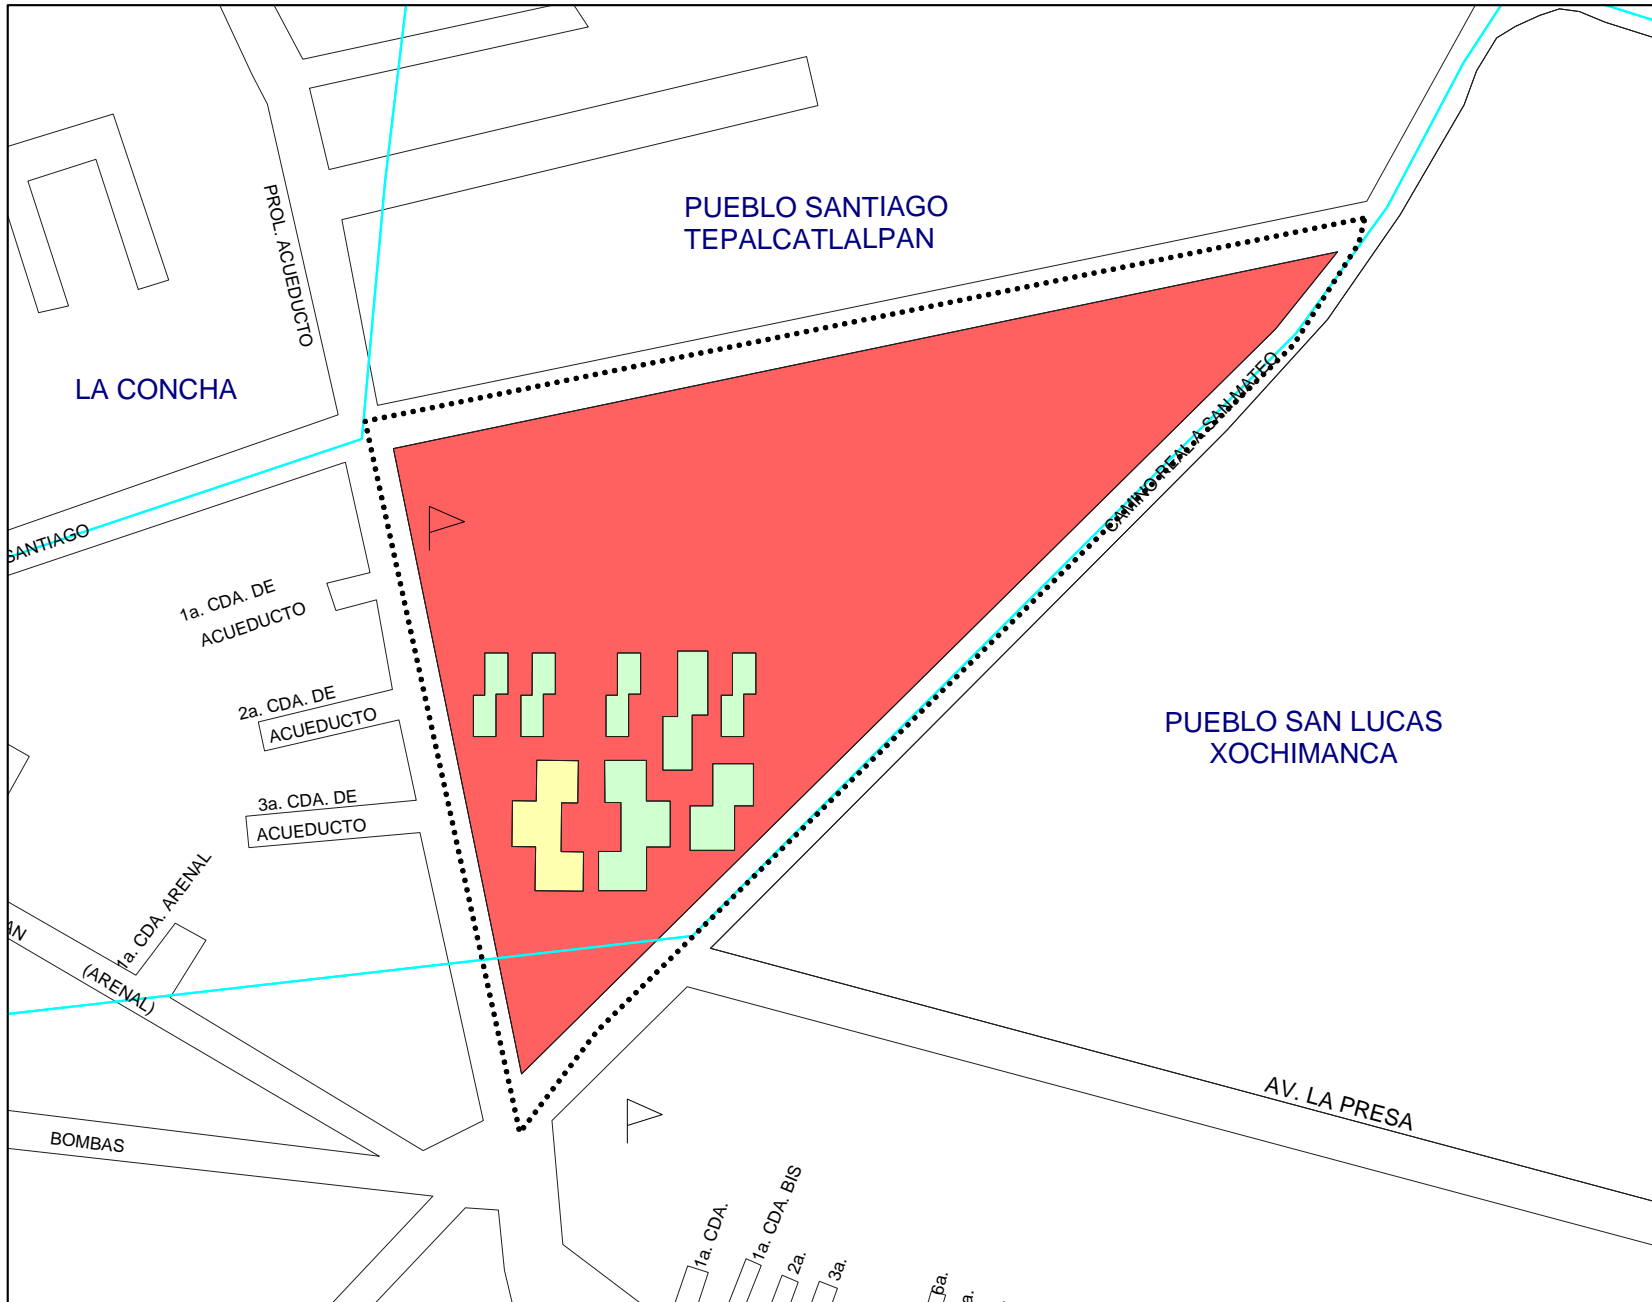 PUEBLO SANTIAGO
TEPALCATLALPAN
PROL. ACUEDUCTO
LA CONCHA
CAMINO REAL A SAN MATEO
SANTIAGO
1a. CDA. DE
ACUEDUCTO
2a. CDA. DE
ACUEDUCTO
PUEBLO SAN LUCAS
XOCHIMANCA
3a. CDA. DE
ACUEDUCTO
1a. CDA. ARENAL
AN
(ARENAL)
AV. LA PRESA
BOMBAS
1a. CDA.
1a. CDA. BIS
2a.
3a.
6a.
a.